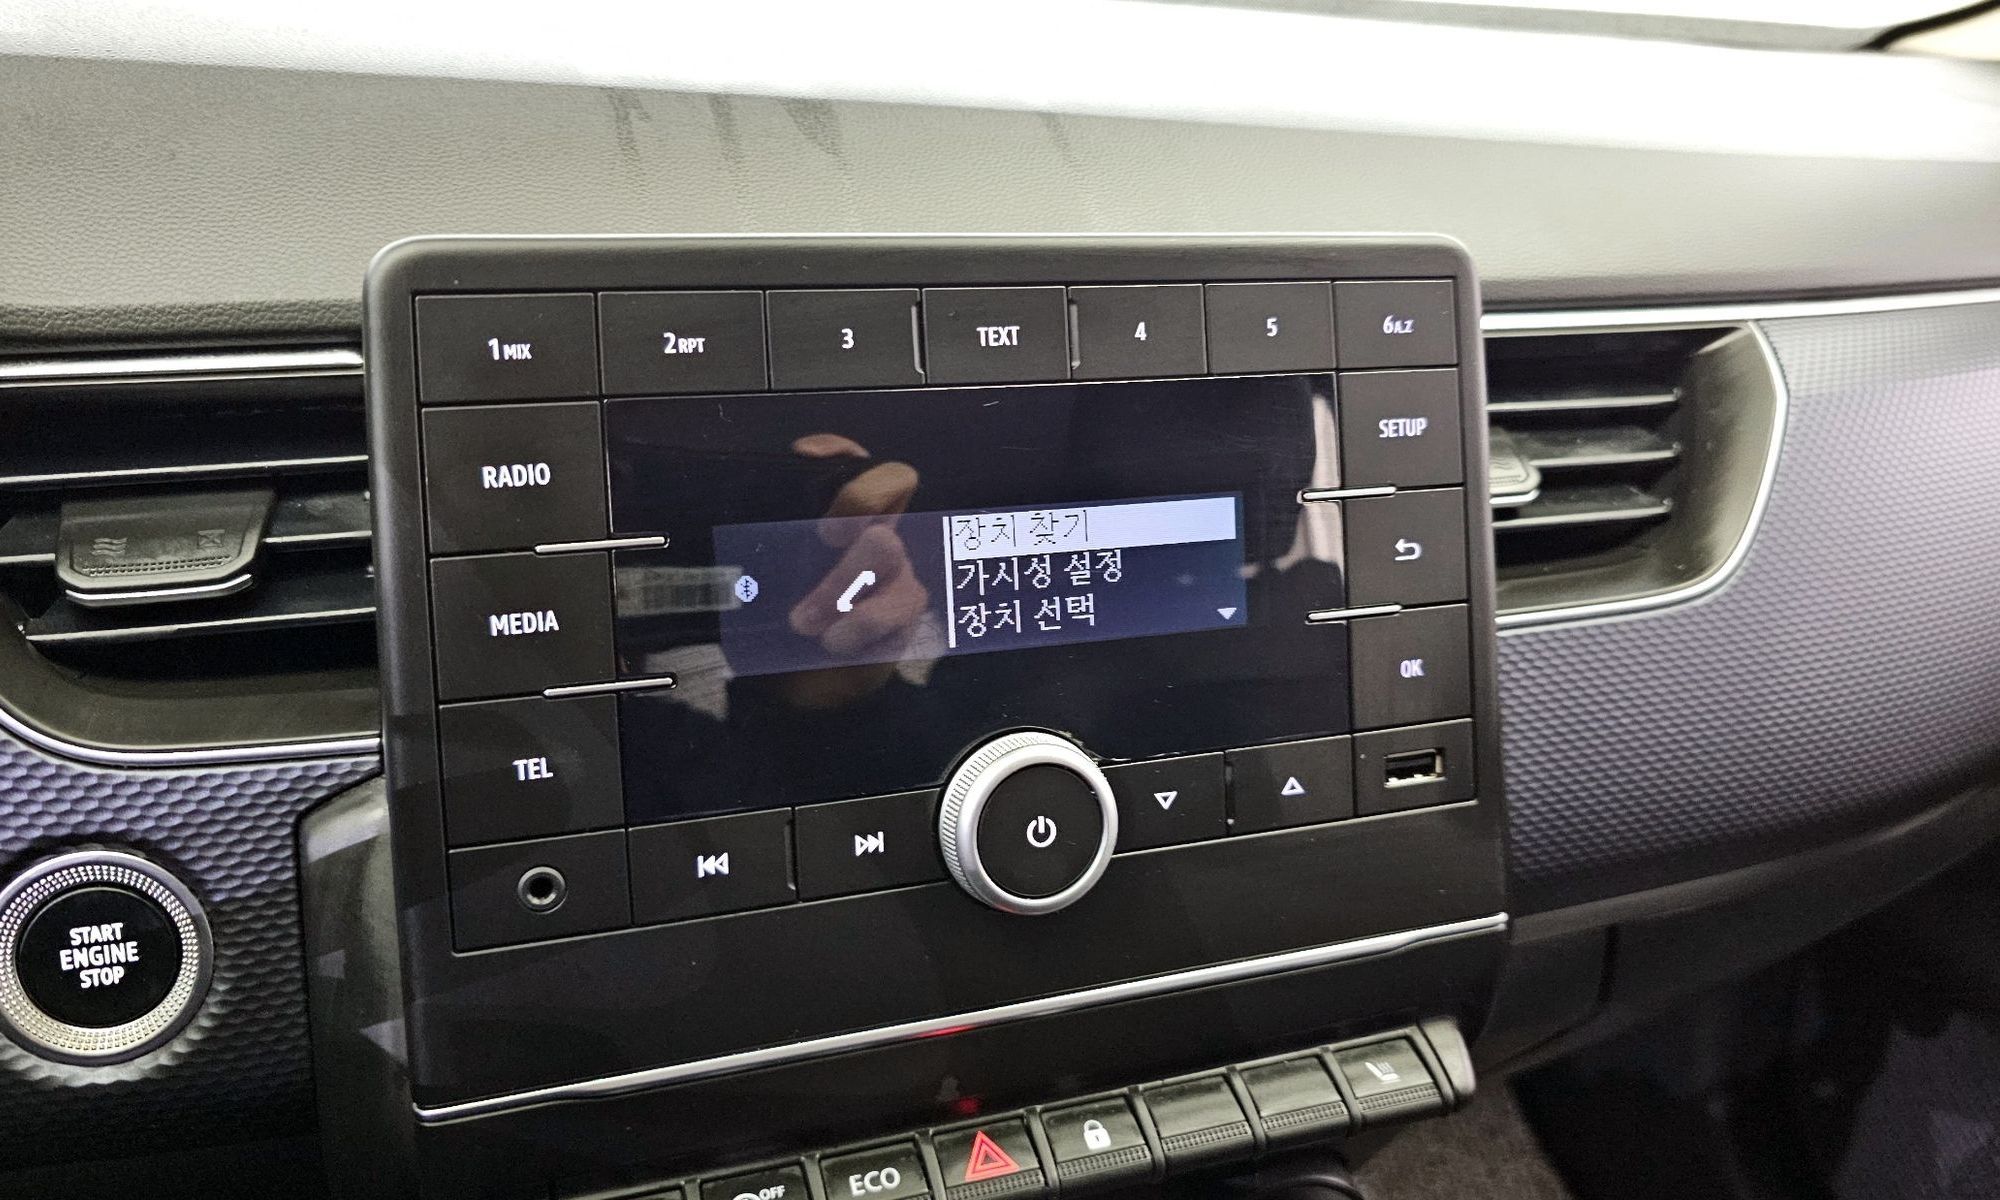 1MIX
2RPT
3
TEXT
4
5
6A.Z
RADIO
SETUP
장치 찾기
가시성 설정
장치 선택
MEDIA
OK
TEL
START
ENGINE
STOP
OFF
ECO